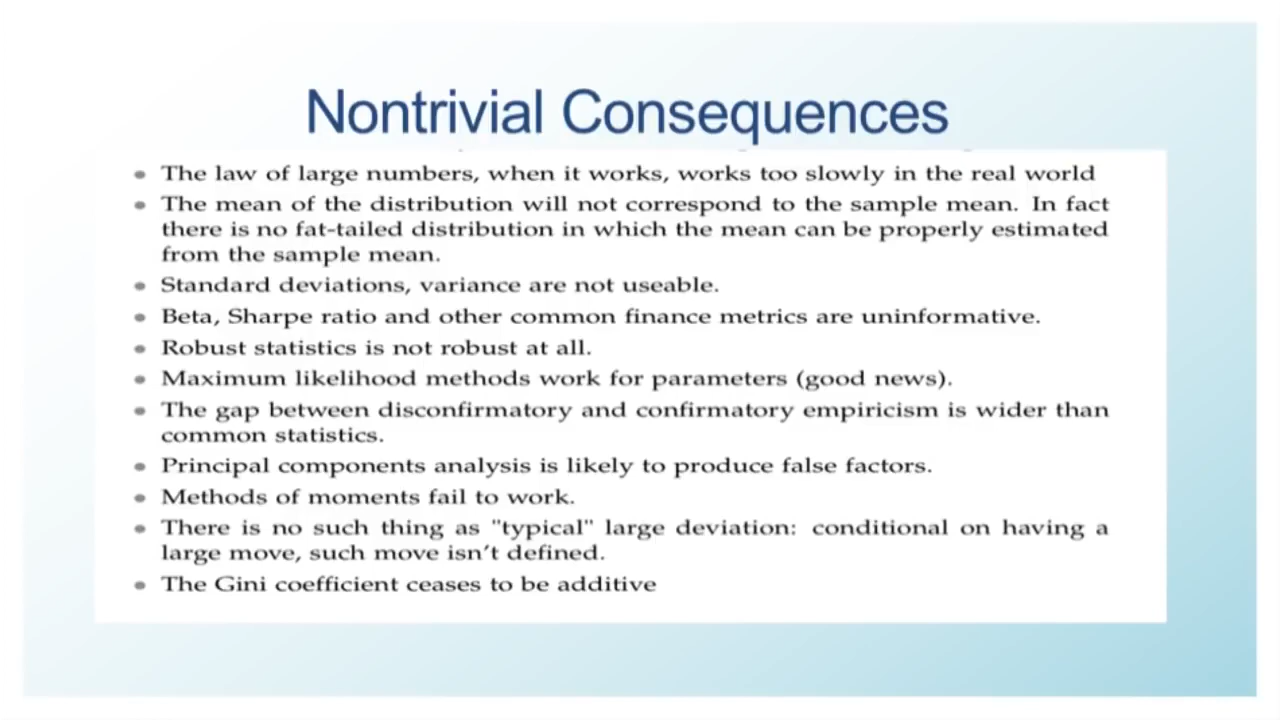 Nontrivial Consequences
• The law of large numbers, when it works, works too slowly in the real world
• The mean of the distribution will not correspond to the sample mean. In fact
there is no fat-tailed distribution in which the mean can be properly estimated
from the sample mean.
• Standard deviations, variance are not useable.
• Beta, Sharpe ratio and other common finance metrics are uninformative.
• Robust statistics is not robust at all.
• Maximum likelihood methods work for parameters (good news).
• The gap between disconfirmatory and confirmatory empiricism is wider than
common statistics.
• Principal components analysis is likely to produce false factors.
• Methods of moments fail to work.
• There is no such thing as "typical" large deviation: conditional on having a
large move, such move isn't defined.
• The Gini coefficient ceases to be additive